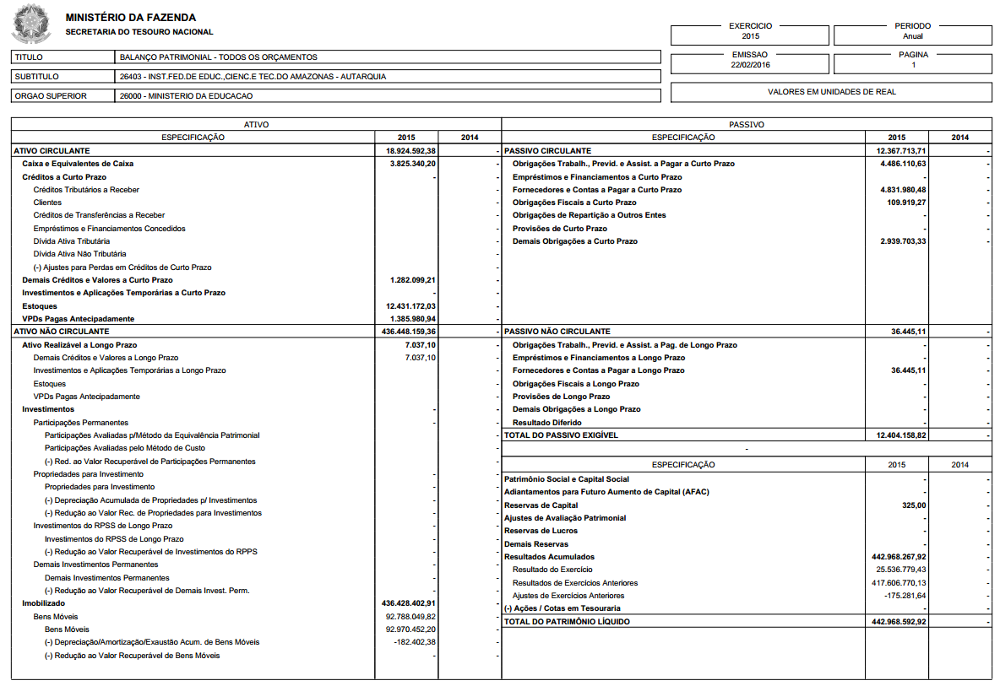 MINISTÉRIO DA FAZENDA
SECRETARIA DO TESOURO NACIONAL
EXERCICIO
2015
PERIODO
Anual
EMISSAO
22/02/2016
PAGINA
1
VALORES EM UNIDADES DE REAL
TITULO BALANÇO PATRIMONIAL - TODOS OS ORÇAMENTOS
SUBTITULO 26403 - INST.FED.DE EDUC.,CIENC.E TEC.DO AMAZONAS - AUTARQUIA
ORGAO SUPERIOR 26000 - MINISTERIO DA EDUCACAO
ATIVO
ESPECIFICAÇÃO 2015 2014
ATIVO CIRCULANTE 18.924.592,38 -
Caixa e Equivalentes de Caixa 3.825.340,20 -
Créditos a Curto Prazo - -
Créditos Tributários a Receber -
Clientes -
Créditos de Transferências a Receber -
Empréstimos e Financiamentos Concedidos -
Dívida Ativa Tributária -
Dívida Ativa Não Tributária -
(-) Ajustes para Perdas em Créditos de Curto Prazo -
Demais Créditos e Valores a Curto Prazo 1.282.099,21 -
Investimentos e Aplicações Temporárias a Curto Prazo - -
Estoques 12.431.172,03 -
VPDs Pagas Antecipadamente 1.385.980,94 -
ATIVO NÃO CIRCULANTE 436.448.159,36 -
Ativo Realizável a Longo Prazo 7.037,10 -
Demais Créditos e Valores a Longo Prazo 7.037,10 -
Investimentos e Aplicações Temporárias a Longo Prazo -
Estoques -
VPDs Pagas Antecipadamente -
Investimentos - -
Participações Permanentes - -
Participações Avaliadas p/Método da Equivalência Patrimonial -
Participações Avaliadas pelo Método de Custo -
(-) Red. ao Valor Recuperável de Participações Permanentes -
Propriedades para Investimento - -
Propriedades para Investimento - -
(-) Depreciação Acumulada de Propriedades p/ Investimentos - -
(-) Redução ao Valor Rec. de Propriedades para Investimentos - -
Investimentos do RPSS de Longo Prazo - -
Investimentos do RPSS de Longo Prazo - -
(-) Redução ao Valor Recuperável de Investimentos do RPPS - -
Demais Investimentos Permanentes - -
Demais Investimentos Permanentes - -
(-) Redução ao Valor Recuperável de Demais Invest. Perm. - -
Imobilizado 436.428.402,91 -
Bens Móveis 92.788.049,82 -
Bens Móveis 92.970.452,20 -
(-) Depreciação/Amortização/Exaustão Acum. de Bens Móveis -182.402,38 -
(-) Redução ao Valor Recuperável de Bens Móveis - -
PASSIVO
ESPECIFICAÇÃO 2015 2014
PASSIVO CIRCULANTE 12.367.713,71 -
Obrigações Trabalh., Previd. e Assist. a Pagar a Curto Prazo 4.486.110,63 -
Empréstimos e Financiamentos a Curto Prazo - -
Fornecedores e Contas a Pagar a Curto Prazo 4.831.980,48 -
Obrigações Fiscais a Curto Prazo 109.919,27 -
Obrigações de Repartição a Outros Entes - -
Provisões de Curto Prazo - -
Demais Obrigações a Curto Prazo 2.939.703,33 -
PASSIVO NÃO CIRCULANTE 36.445,11 -
Obrigações Trabalh., Previd. e Assist. a Pag. de Longo Prazo - -
Empréstimos e Financiamentos a Longo Prazo - -
Fornecedores e Contas a Pagar a Longo Prazo 36.445,11 -
Obrigações Fiscais a Longo Prazo - -
Provisões de Longo Prazo - -
Demais Obrigações a Longo Prazo - -
Resultado Diferido - -
TOTAL DO PASSIVO EXIGÍVEL 12.404.158,82 -
-
ESPECIFICAÇÃO 2015 2014
Patrimônio Social e Capital Social - -
Adiantamentos para Futuro Aumento de Capital (AFAC) - -
Reservas de Capital 325,00 -
Ajustes de Avaliação Patrimonial - -
Reservas de Lucros - -
Demais Reservas - -
Resultados Acumulados 442.968.267,92 -
Resultado do Exercício 25.536.779,43 -
Resultados de Exercícios Anteriores 417.606.770,13 -
Ajustes de Exercícios Anteriores -175.281,64 -
(-) Ações / Cotas em Tesouraria - -
TOTAL DO PATRIMÔNIO LÍQUIDO 442.968.592,92 -